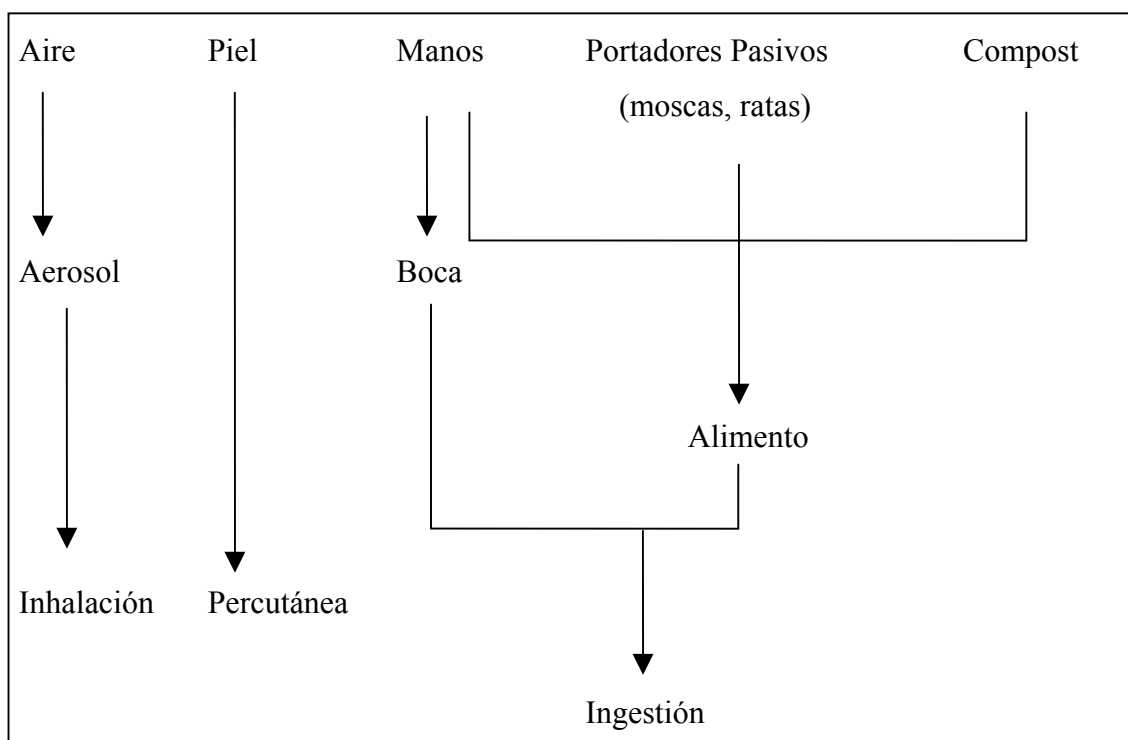 Aire Piel Manos Portadores Pasivos Compost
(moscas, ratas)
Aerosol Boca
Alimento
Inhalación Percutánea
Ingestión